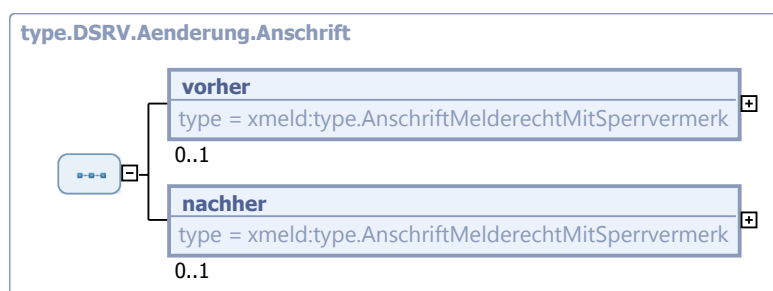 type.DSRV.Aenderung.Anschrift
vorher
type = xmeld:type.AnschriftMelderechtMitSperrvermerk
0..1
nachher
type = xmeld:type.AnschriftMelderechtMitSperrvermerk
0..1